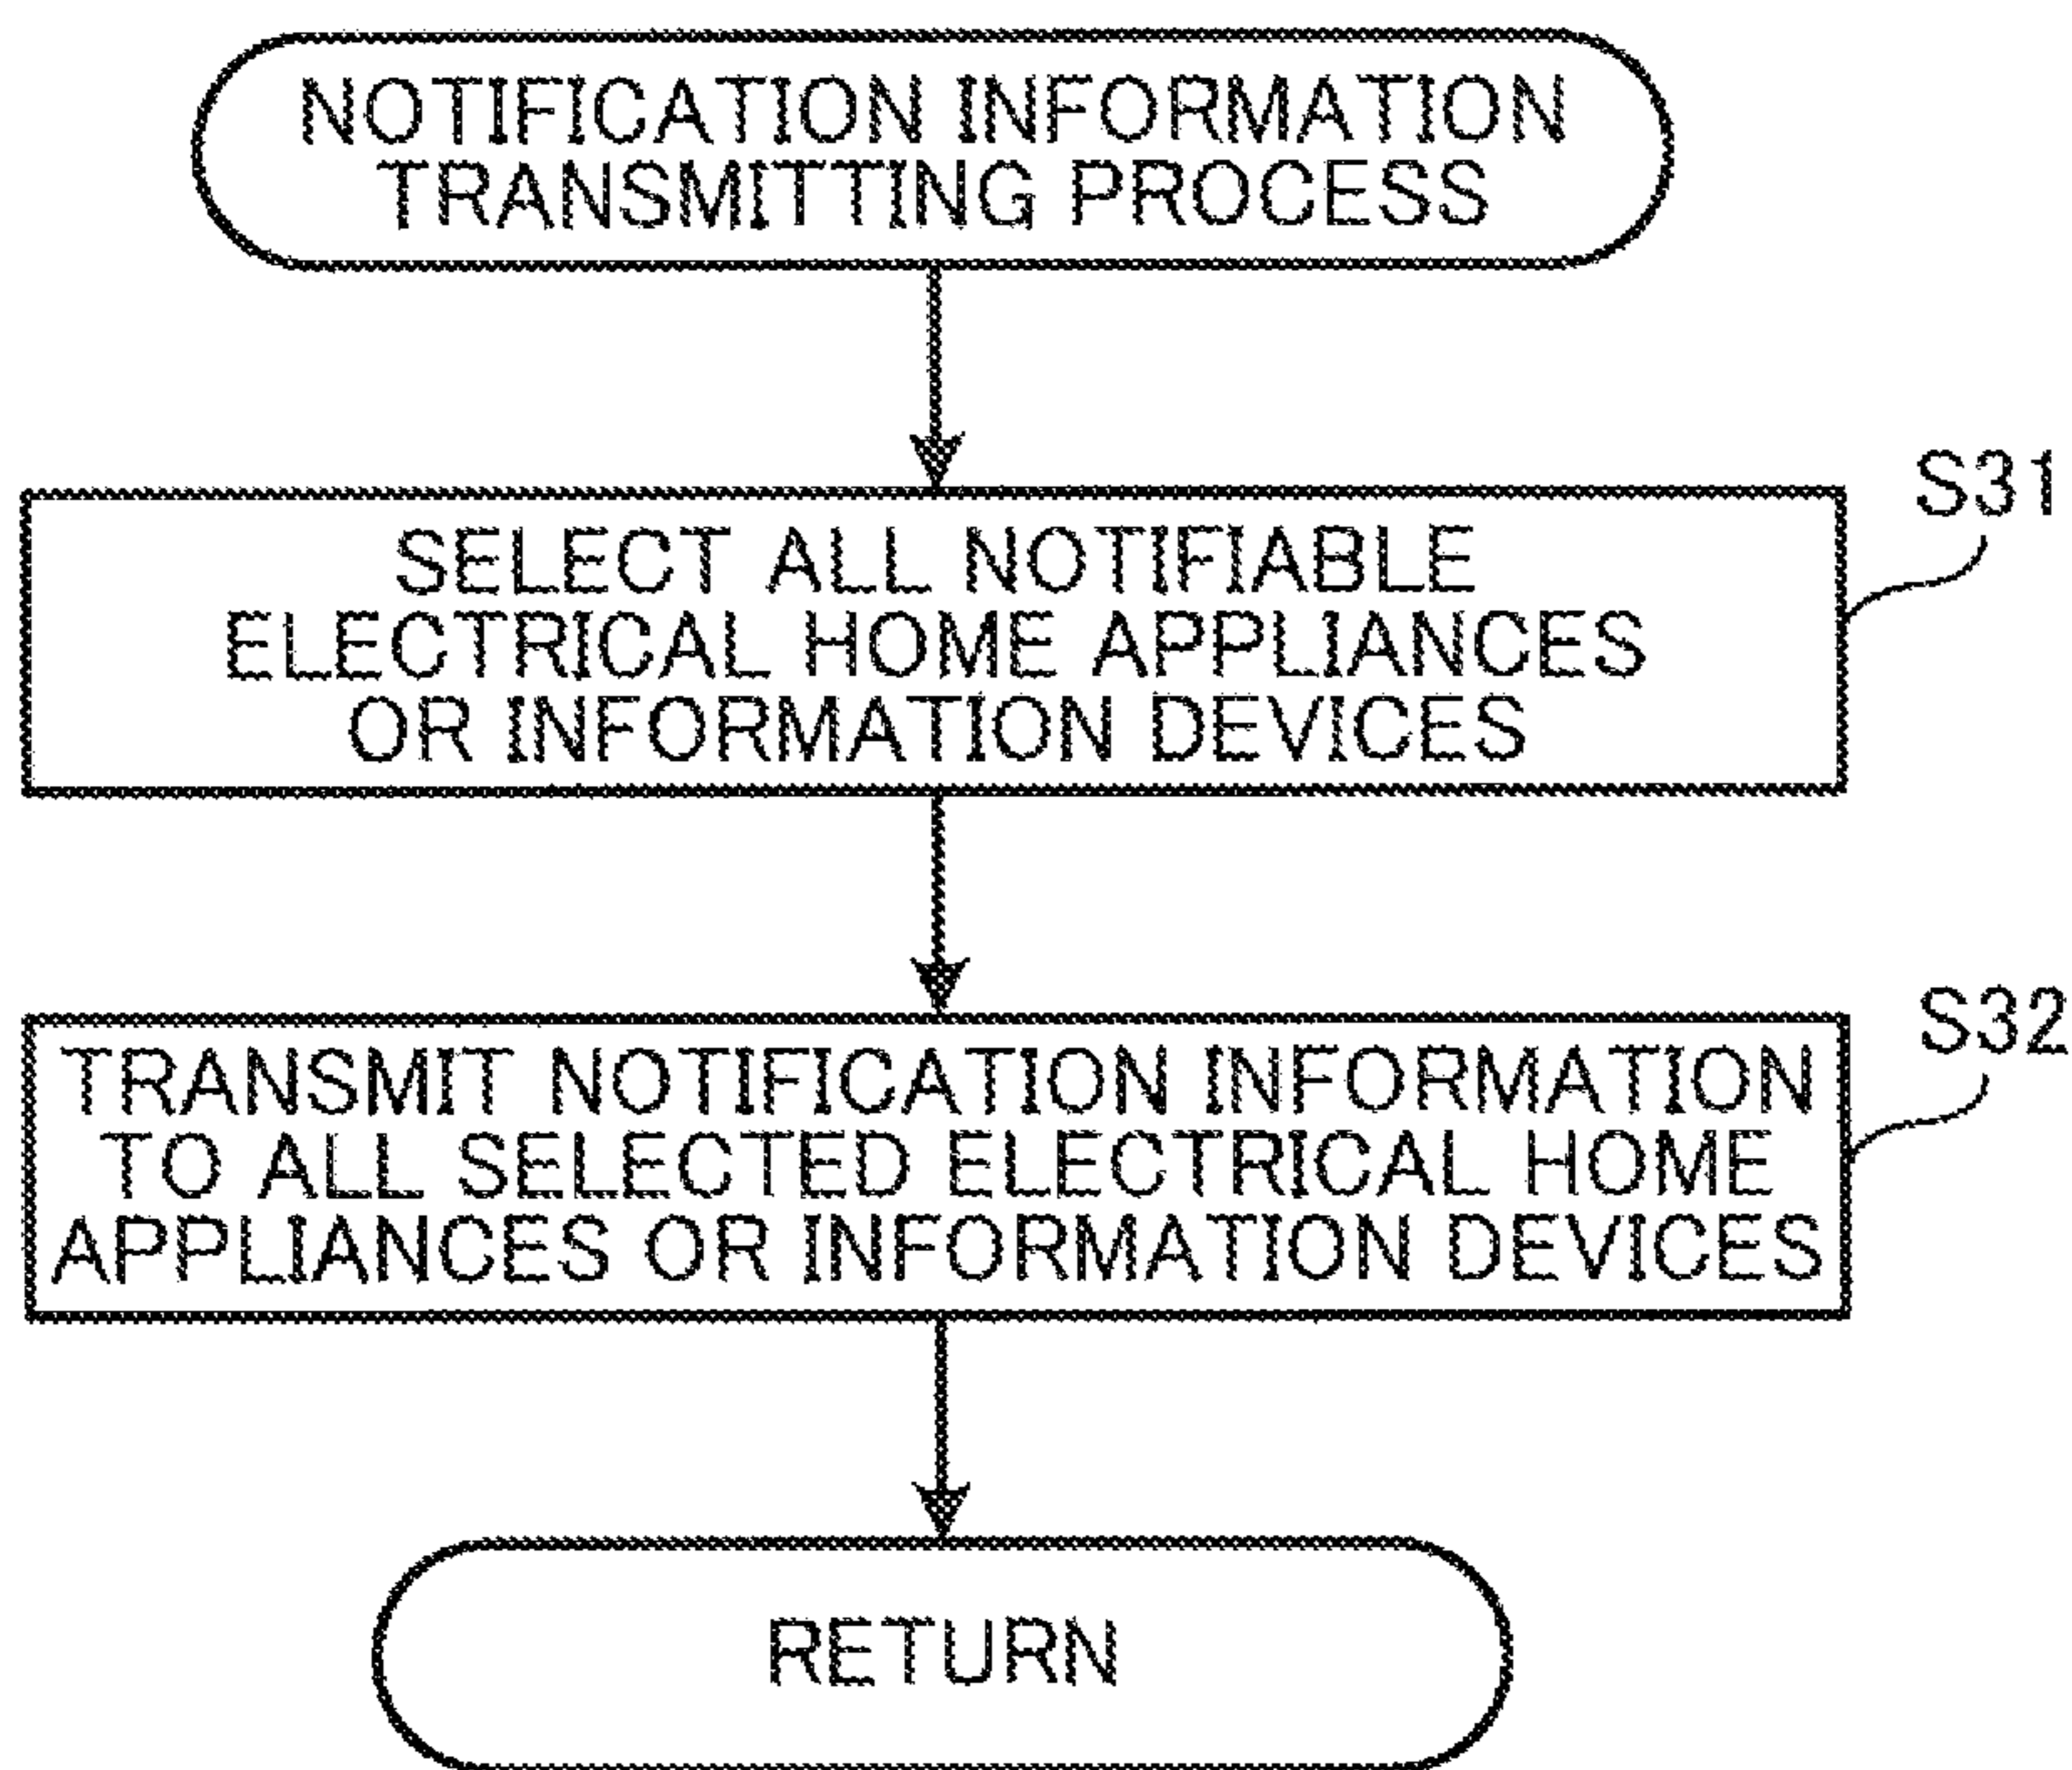 NOTIFICATION INFORMATION
TRANSMITTING PROCESS
S31
SELECT ALL NOTIFIABLE
ELECTRICAL HOME APPLIANCES
OR INFORMATION DEVICES
S32
TRANSMIT NOTIFICATION INFORMATION
TO ALL SELECTED ELECTRICAL HOME
APPLIANCES OR INFORMATION DEVICES
RETURN